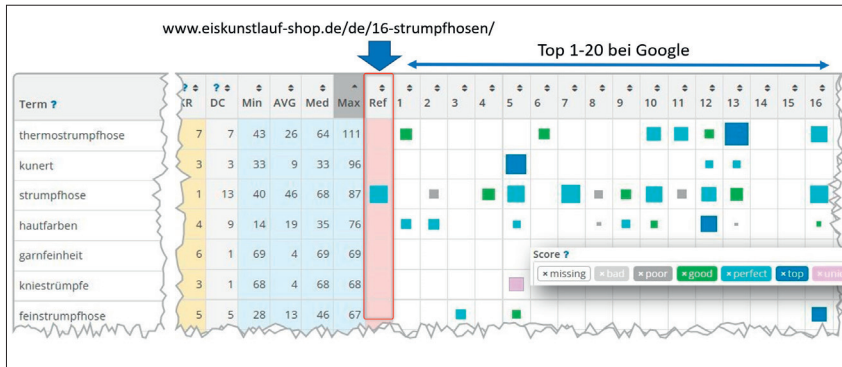 www.eiskunstlauf-shop.de/de/16-strumpfhosen/
Top 1-20 bei Google
Term ? KR ? DC Min AVG Med Max Ref 1 2 3 4 5 6 7 8 9 10 11 12 13 14 15 16
thermostrumpfhose 7 7 43 26 64 111
kunert 3 3 33 9 33 96
strumpfhose 1 13 40 46 68 87
hautfarben 4 9 14 19 35 76
garnfeinheit 6 1 69 4 69 69
Score ?
× missing × bad × poor × good × perfect × top
kniestrümpfe 3 1 68 4 68 68
feinstrumpfhose 5 5 28 13 46 67